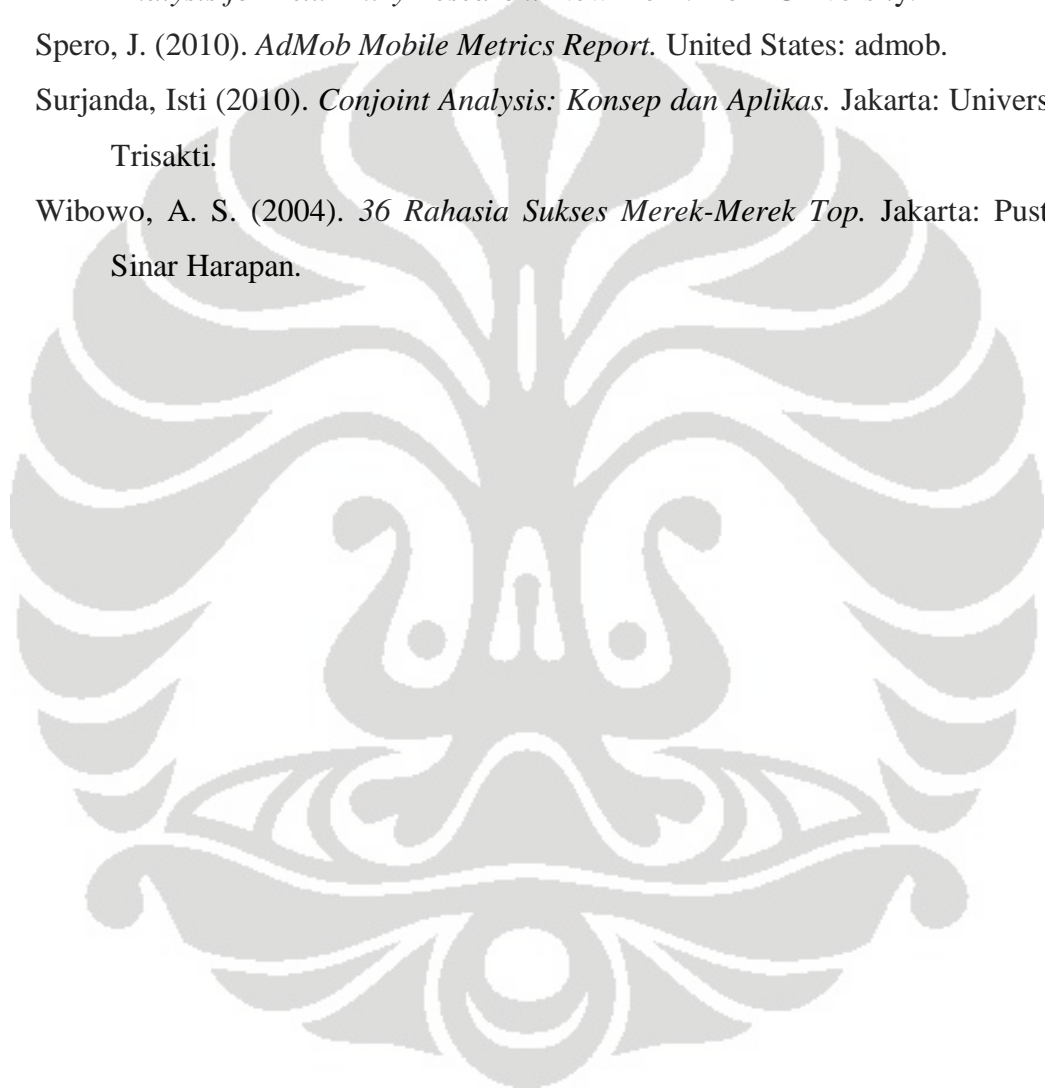 Spero, J. (2010). AdMob Mobile Metrics Report. United States: admob.
Surjanda, Isti (2010). Conjoint Analysis: Konsep dan Aplikas. Jakarta: Univers
Trisakti.
Wibowo, A. S. (2004). 36 Rahasia Sukses Merek-Merek Top. Jakarta: Pust
Sinar Harapan.